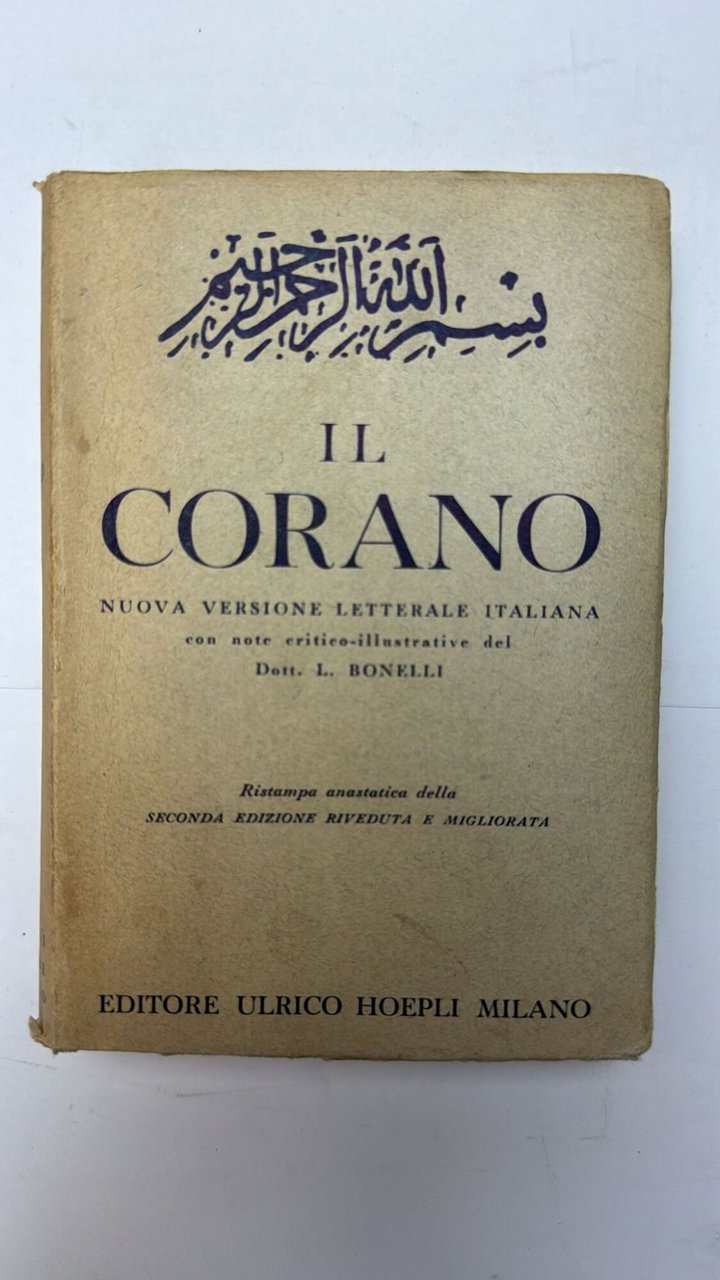 بسم الله الرحمن الرحيم
IL
CORANO
NUOVA VERSIONE LETTERALE ITALIANA
con note critico-illustrative del
Dott. L. BONELLI
Ristampa anastatica della
SECONDA EDIZIONE RIVEDUTA E MIGLIORATA
EDITORE ULRICO HOEPLI MILANO